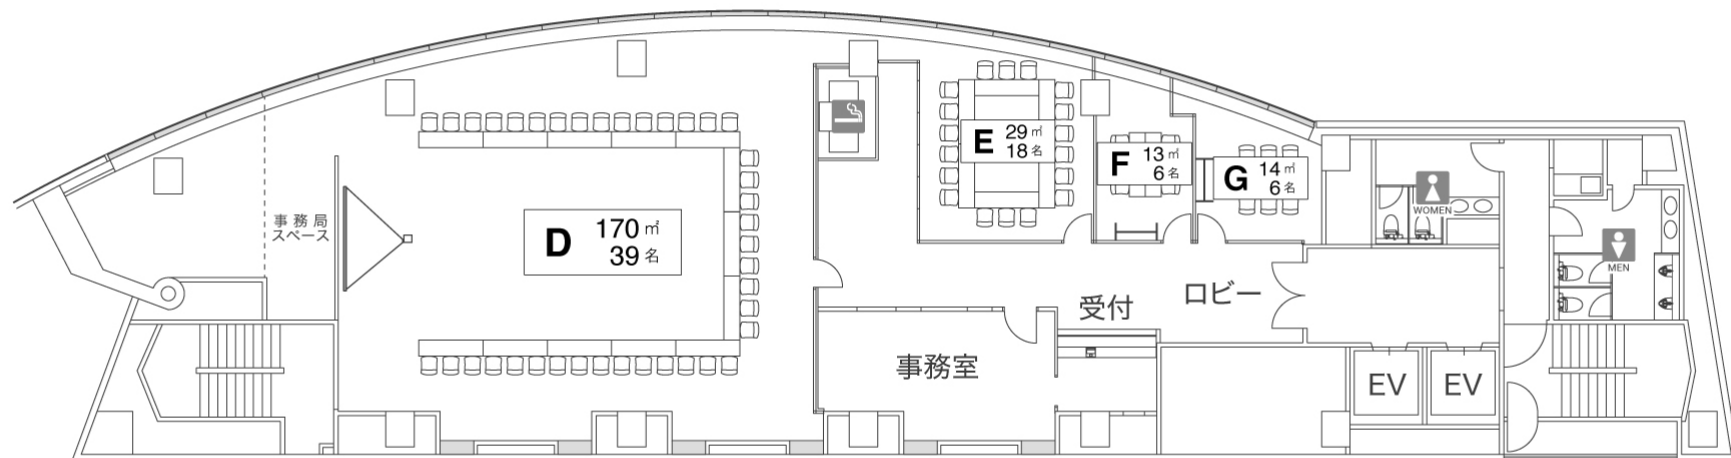 事務局
スペース
D 170㎡
39名
E 29㎡
18名
F 13㎡
6名
G 14㎡
6名
WOMEN
MEN
受付
ロビー
事務室
EV
EV